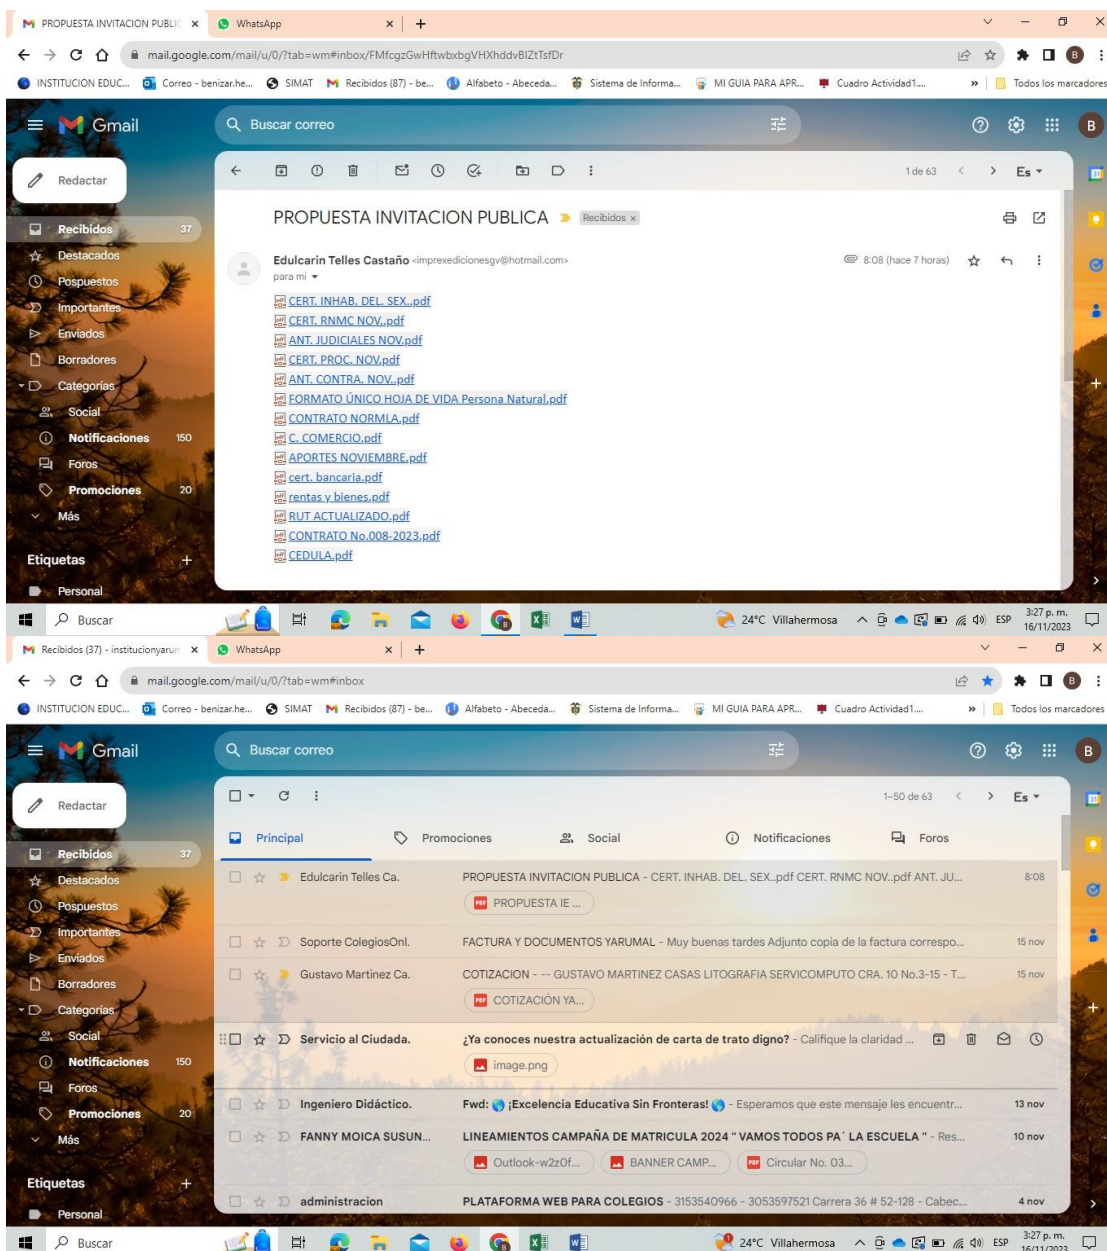 PROPUESTA INVITACION PUBLIC
WhatsApp
mail.google.com/mail/u/0/?tab=wm#inbox/FMfcgzGwHftwbxbgVHXhddvBIZtTsfDr
INSTITUCION EDUC... Correo - benizar.he... SIMAT Recibidos (87) - be... Alfabeto - Abeceda... Sistema de Informa... MI GUIA PARA APR... Cuadro Actividad1.... » Todos los marcadores
Gmail
Buscar correo
B
Redactar
1 de 63
Es
Recibidos 37
Destacados
Pospuestos
Importantes
Enviados
Borradores
Categorías
Social
Notificaciones 150
Foros
Promociones 20
Más
Etiquetas +
Personal
PROPUESTA INVITACION PUBLICA Recibidos x
Edulcarin Telles Castaño <imprexedicionesgv@hotmail.com> 8:08 (hace 7 horas)
para mí
CERT. INHAB. DEL. SEX..pdf
CERT. RNMC NOV..pdf
ANT. JUDICIALES NOV.pdf
CERT. PROC. NOV.pdf
ANT. CONTRA. NOV..pdf
FORMATO ÚNICO HOJA DE VIDA Persona Natural.pdf
CONTRATO NORMLA.pdf
C. COMERCIO.pdf
APORTES NOVIEMBRE.pdf
cert. bancaria.pdf
rentas y bienes.pdf
RUT ACTUALIZADO.pdf
CONTRATO No.008-2023.pdf
CEDULA.pdf
Buscar
24°C Villahermosa ESP 3:27 p. m.
16/11/2023
Recibidos (37) - institucionyarum
WhatsApp
mail.google.com/mail/u/0/?tab=wm#inbox
INSTITUCION EDUC... Correo - benizar.he... SIMAT Recibidos (87) - be... Alfabeto - Abeceda... Sistema de Informa... MI GUIA PARA APR... Cuadro Actividad1.... » Todos los marcadores
Gmail
Buscar correo
B
Redactar
1–50 de 63
Es
Recibidos 37
Destacados
Pospuestos
Importantes
Enviados
Borradores
Categorías
Social
Notificaciones 150
Foros
Promociones 20
Más
Etiquetas +
Personal
Principal Promociones Social Notificaciones Foros
Edulcarin Telles Ca. PROPUESTA INVITACION PUBLICA - CERT. INHAB. DEL. SEX..pdf CERT. RNMC NOV..pdf ANT. JU... 8:08
PDF PROPUESTA IE ...
Soporte ColegiosOnl. FACTURA Y DOCUMENTOS YARUMAL - Muy buenas tardes Adjunto copia de la factura correspo... 15 nov
Gustavo Martinez Ca. COTIZACION - -- GUSTAVO MARTINEZ CASAS LITOGRAFIA SERVICOMPUTO CRA. 10 No.3-15 - T... 15 nov
PDF COTIZACIÓN YA...
Servicio al Ciudada. ¿Ya conoces nuestra actualización de carta de trato digno? - Califique la claridad ...
image.png
Ingeniero Didáctico. Fwd: ¡Excelencia Educativa Sin Fronteras! - Esperamos que este mensaje les encuentr... 13 nov
FANNY MOICA SUSUN... LINEAMIENTOS CAMPAÑA DE MATRICULA 2024 " VAMOS TODOS PA´ LA ESCUELA " - Res... 10 nov
Outlook-w2z0f... BANNER CAMP... PDF Circular No. 03...
administracion PLATAFORMA WEB PARA COLEGIOS - 3153540966 - 3053597521 Carrera 36 # 52-128 - Cabec... 4 nov
Buscar
24°C Villahermosa ESP 3:27 p. m.
16/11/2023